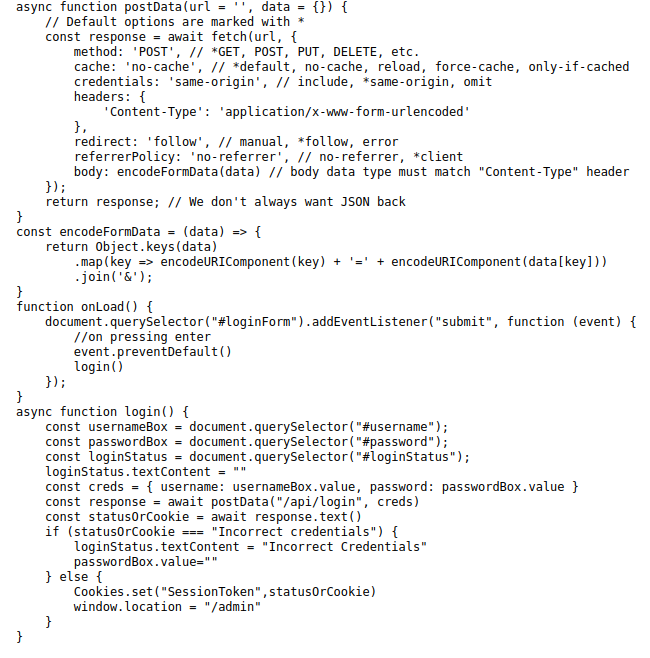 async function postData(url = '', data = {}) {
    // Default options are marked with *
    const response = await fetch(url, {
        method: 'POST', // *GET, POST, PUT, DELETE, etc.
        cache: 'no-cache', // *default, no-cache, reload, force-cache, only-if-cached
        credentials: 'same-origin', // include, *same-origin, omit
        headers: {
            'Content-Type': 'application/x-www-form-urlencoded'
        },
        redirect: 'follow', // manual, *follow, error
        referrerPolicy: 'no-referrer', // no-referrer, *client
        body: encodeFormData(data) // body data type must match "Content-Type" header
    });
    return response; // We don't always want JSON back
}
const encodeFormData = (data) => {
    return Object.keys(data)
        .map(key => encodeURIComponent(key) + '=' + encodeURIComponent(data[key]))
        .join('&');
}
function onLoad() {
    document.querySelector("#loginForm").addEventListener("submit", function (event) {
        //on pressing enter
        event.preventDefault()
        login()
    });
}
async function login() {
    const usernameBox = document.querySelector("#username");
    const passwordBox = document.querySelector("#password");
    const loginStatus = document.querySelector("#loginStatus");
    loginStatus.textContent = ""
    const creds = { username: usernameBox.value, password: passwordBox.value }
    const response = await postData("/api/login", creds)
    const statusOrCookie = await response.text()
    if (statusOrCookie === "Incorrect credentials") {
        loginStatus.textContent = "Incorrect Credentials"
        passwordBox.value=""
    } else {
        Cookies.set("SessionToken",statusOrCookie)
        window.location = "/admin"
    }
}